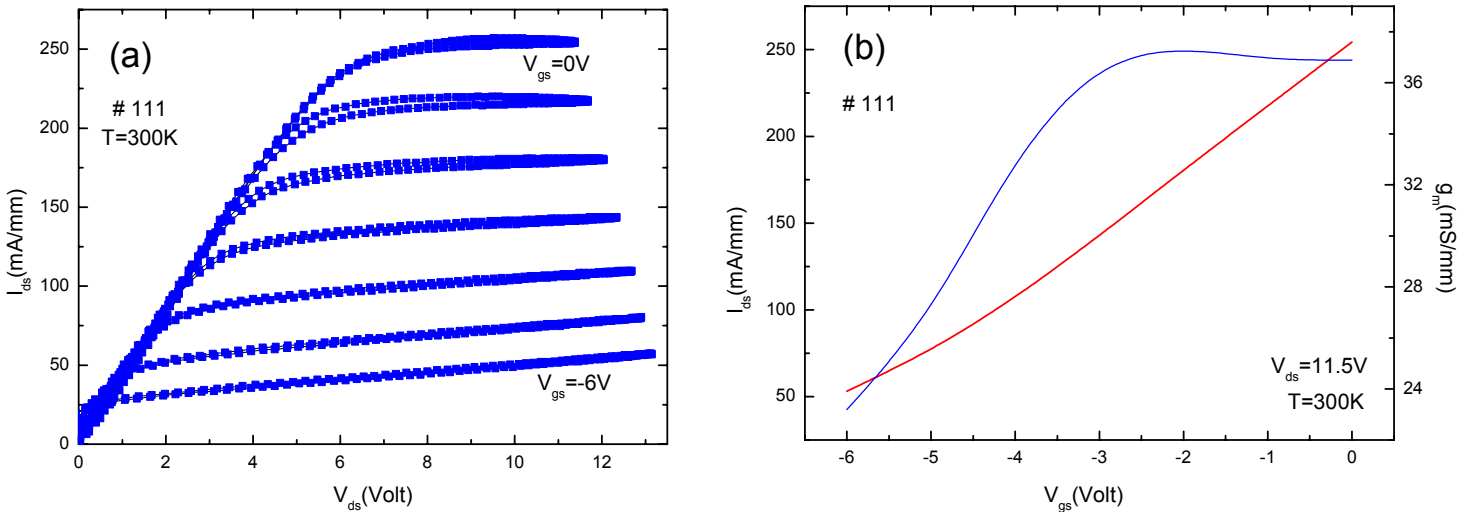 (a)
V_gs=0V
# 111
T=300K
V_gs=-6V
250
200
150
100
50
0
0 2 4 6 8 10 12
I_ds(mA/mm)
V_ds(Volt)
(b)
# 111
V_ds=11.5V
T=300K
250
200
150
100
50
-6 -5 -4 -3 -2 -1 0
36
32
28
24
I_ds(mA/mm)
g_m(mS/mm)
V_gs(Volt)